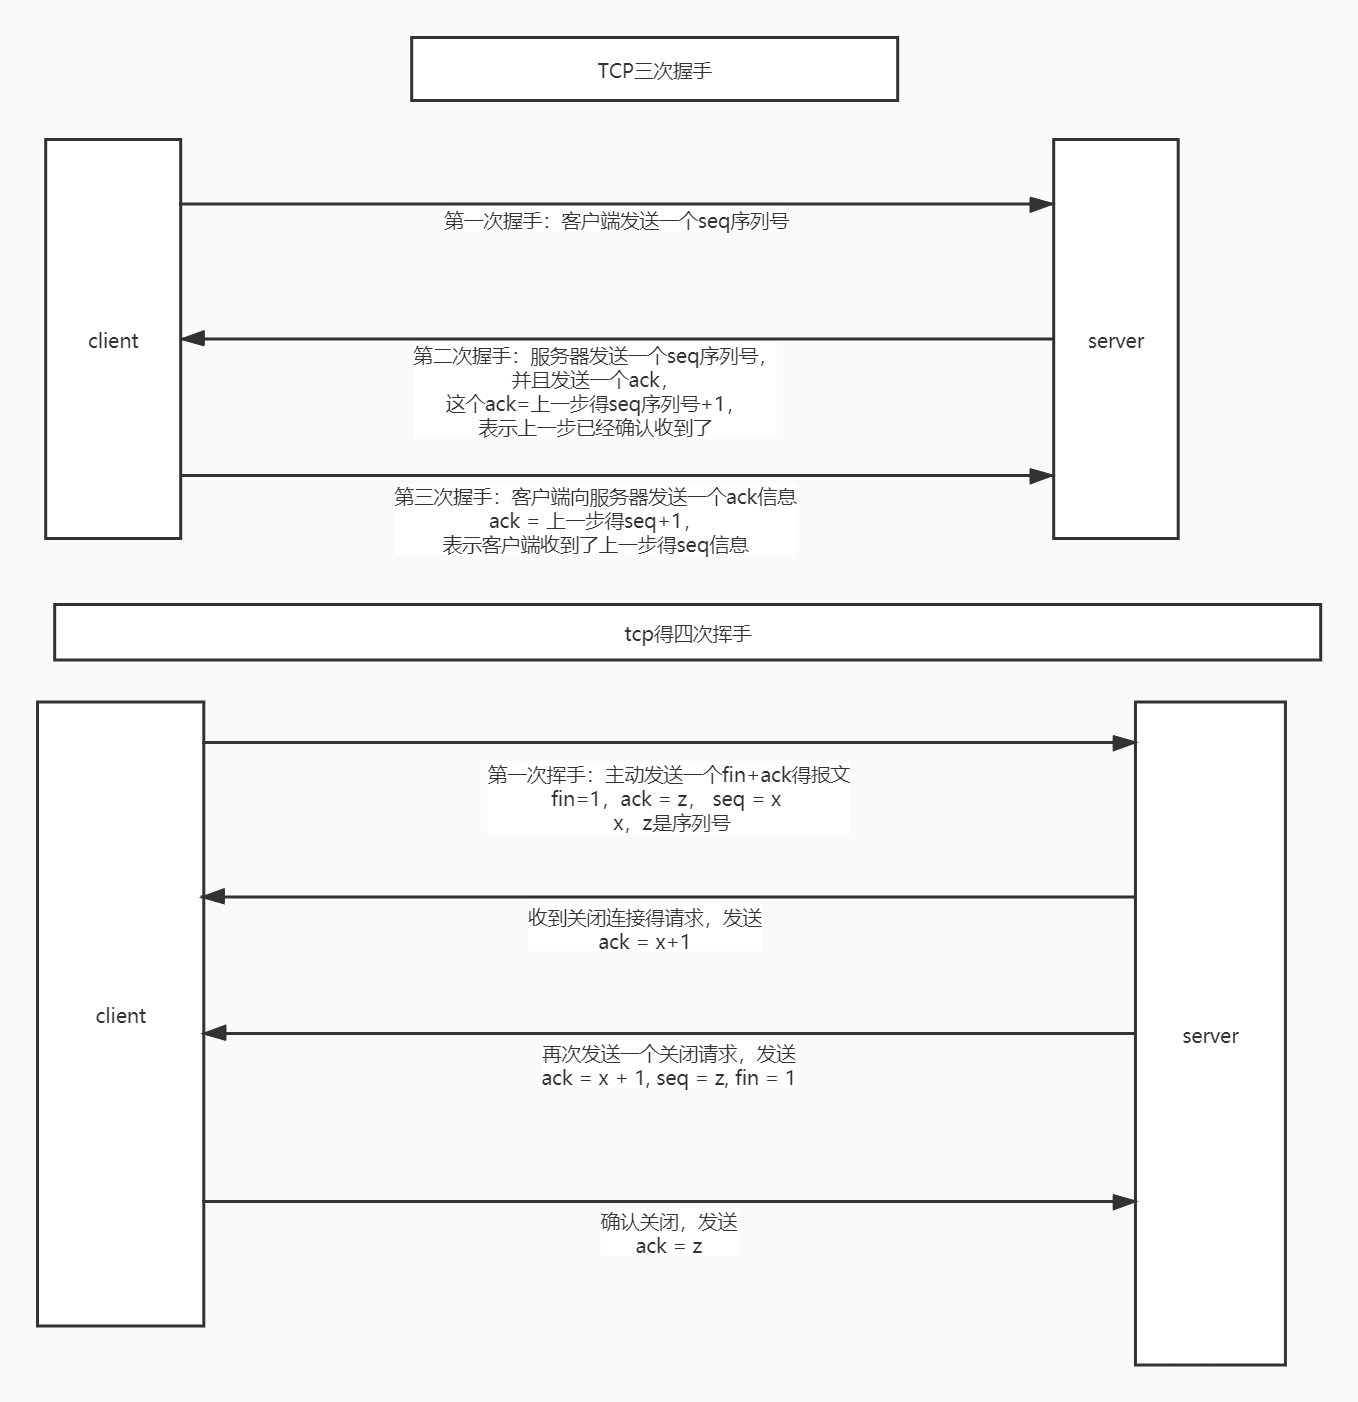 TCP三次握手
第一次握手：客户端发送一个seq序列号
client
server
第二次握手：服务器发送一个seq序列号，
并且发送一个ack，
这个ack=上一步得seq序列号+1，
表示上一步已经确认收到了
第三次握手：客户端向服务器发送一个ack信息
ack = 上一步得seq+1，
表示客户端收到了上一步得seq信息
tcp得四次挥手
第一次挥手：主动发送一个fin+ack得报文
fin=1，ack = z， seq = x
x，z是序列号
收到关闭连接得请求，发送
ack = x+1
client
server
再次发送一个关闭请求，发送
ack = x + 1, seq = z, fin = 1
确认关闭，发送
ack = z